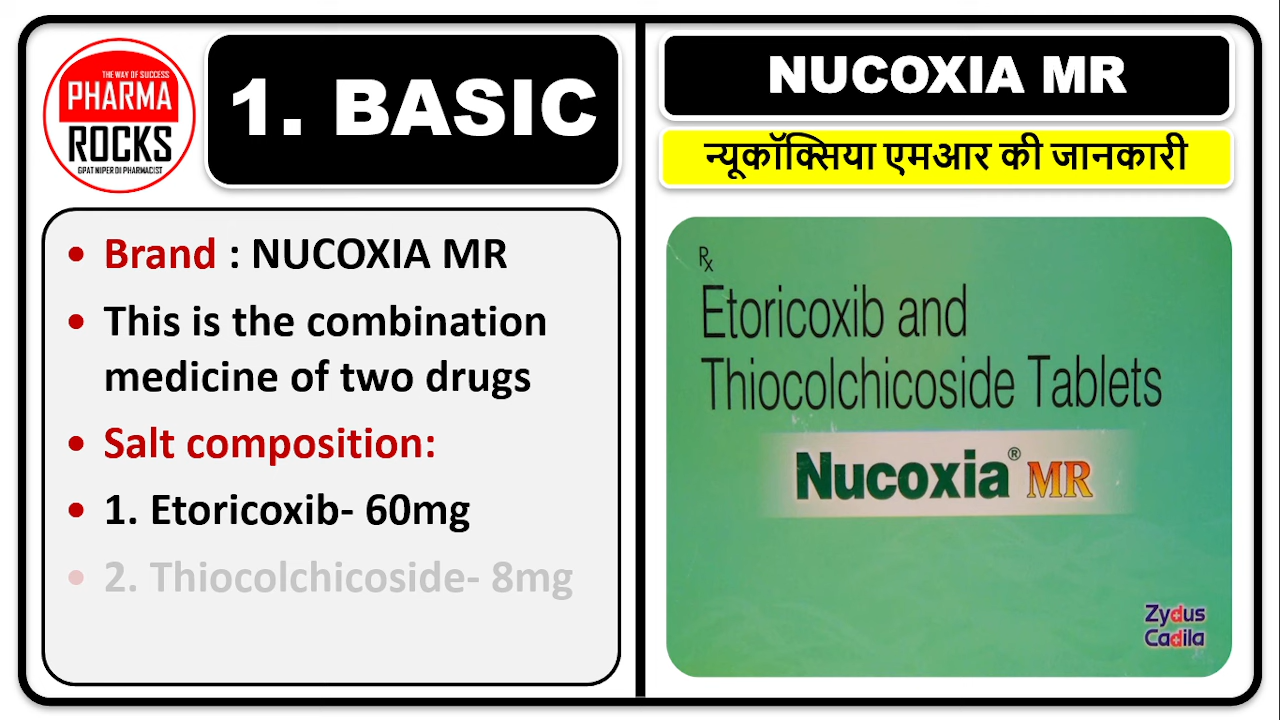 THE WAY OF SUCCESS
PHARMA
ROCKS
GPAT NIPER DI PHARMACIST
1. BASIC
• Brand : NUCOXIA MR
• This is the combination
medicine of two drugs
• Salt composition:
• 1. Etoricoxib- 60mg
• 2. Thiocolchicoside- 8mg
NUCOXIA MR
न्यूकॉक्सिया एमआर की जानकारी
Rx
Etoricoxib and
Thiocolchicoside Tablets
Nucoxia® MR
Zydus
Cadila